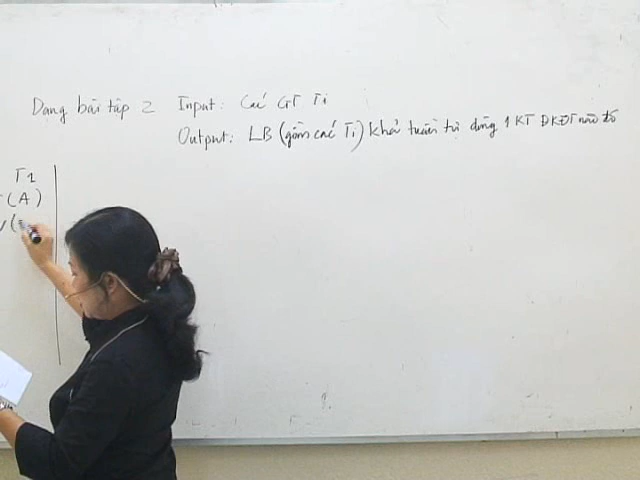 Dạng bài tập 2 Input: Các GT Ti
Output: LB (gồm các Ti) khả tuần tự dùng 1 KT ĐKĐT nào đó
T1
(A)